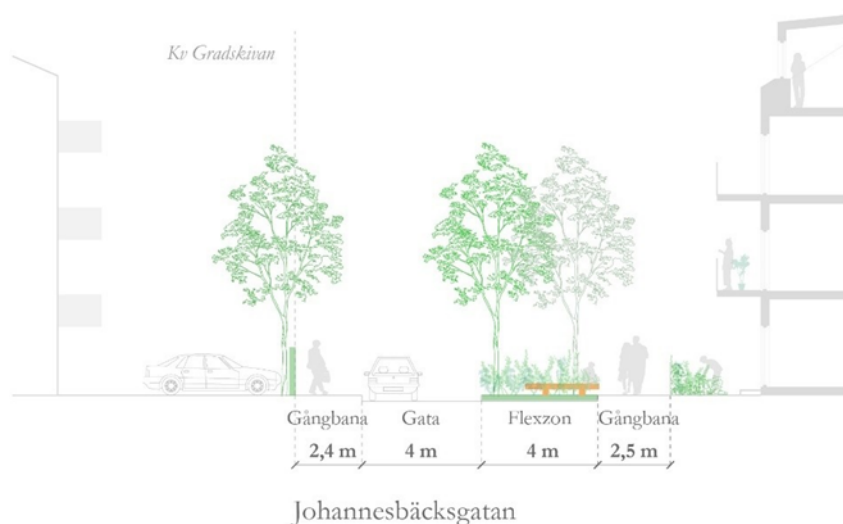 Kv Gradskivan
Gångbana Gata Flexzon Gångbana
2,4 m 4 m 4 m 2,5 m
Johannesbäcksgatan